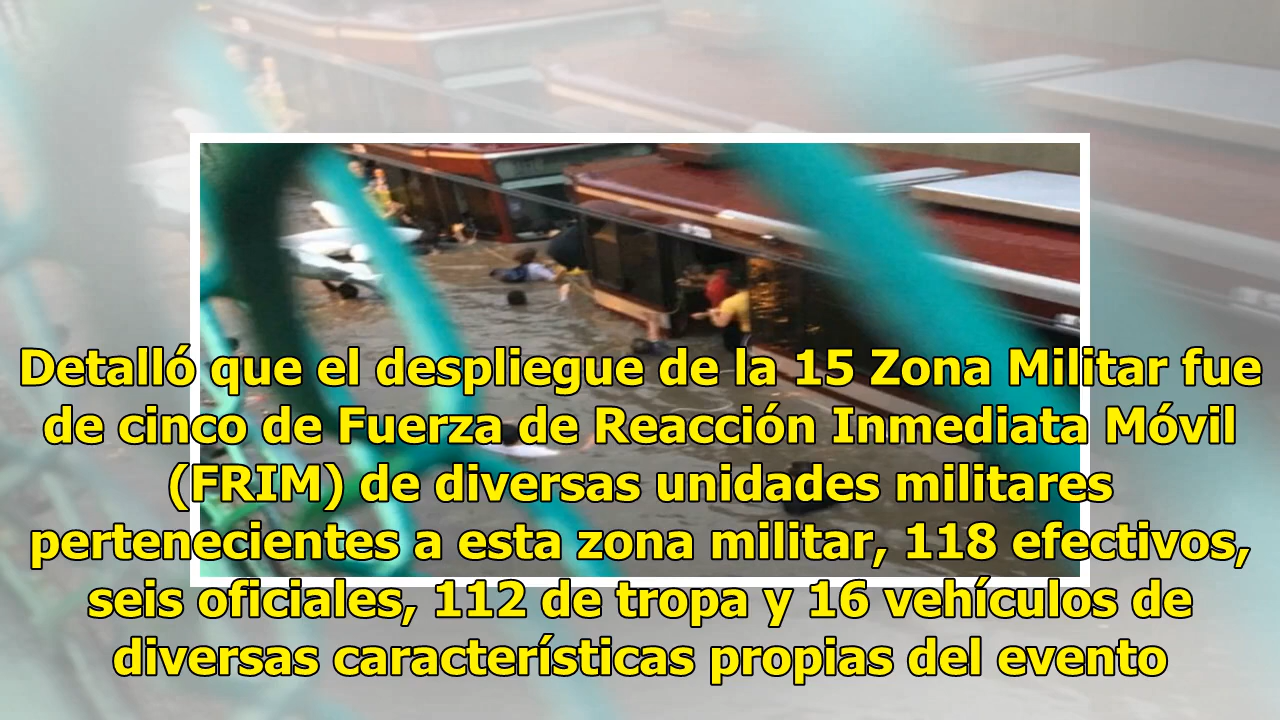 Detalló que el despliegue de la 15 Zona Militar fue
de cinco de Fuerza de Reacción Inmediata Móvil
(FRIM) de diversas unidades militares
pertenecientes a esta zona militar, 118 efectivos,
seis oficiales, 112 de tropa y 16 vehículos de
diversas características propias del evento